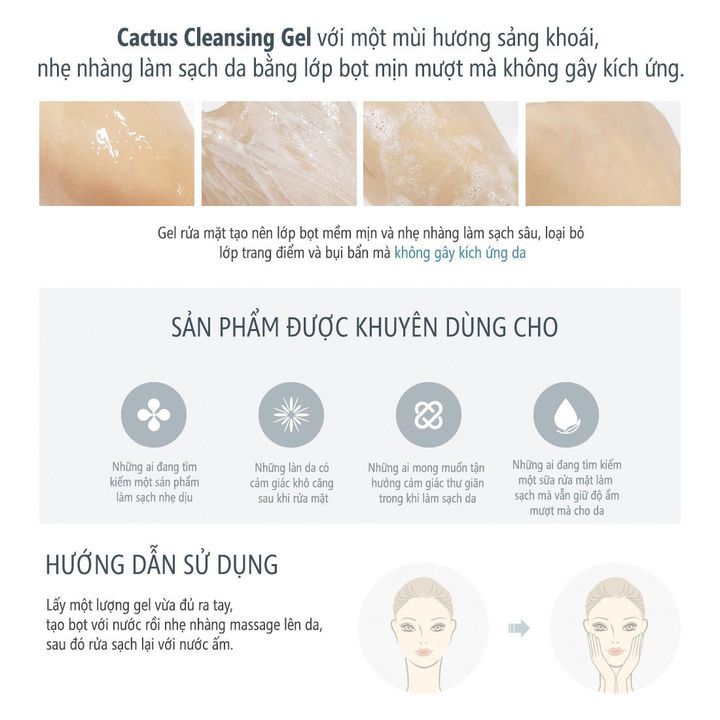 Cactus Cleansing Gel với một mùi hương sảng khoái,
nhẹ nhàng làm sạch da bằng lớp bọt mịn mượt mà không gây kích ứng.
Gel rửa mặt tạo nên lớp bọt mềm mịn và nhẹ nhàng làm sạch sâu, loại bỏ
lớp trang điểm và bụi bẩn mà không gây kích ứng da
SẢN PHẨM ĐƯỢC KHUYÊN DÙNG CHO
Những ai đang tìm
kiếm một sản phẩm
làm sạch nhẹ dịu
Những làn da có
cảm giác khô căng
sau khi rửa mặt
Những ai mong muốn tận
hưởng cảm giác thư giãn
trong khi làm sạch da
Những ai đang tìm kiếm
một sữa rửa mặt làm
sạch mà vẫn giữ độ ẩm
mượt mà cho da
HƯỚNG DẪN SỬ DỤNG
Lấy một lượng gel vừa đủ ra tay,
tạo bọt với nước rồi nhẹ nhàng massage lên da,
sau đó rửa sạch lại với nước ấm.